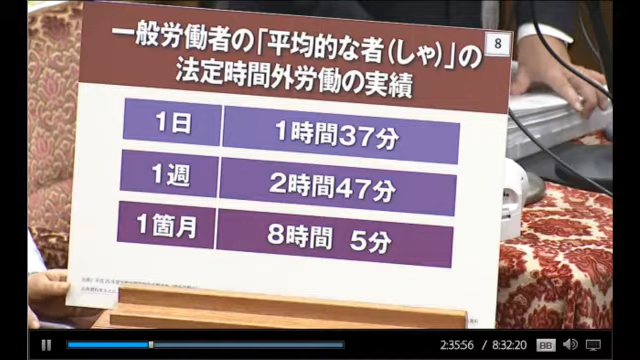 一般労働者の「平均的な者(しゃ)」の
8
法定時間外労働の実績
1日 1時間37分
1週 2時間47分
1箇月 8時間 5分
2:35:56 / 8:32:20 BB